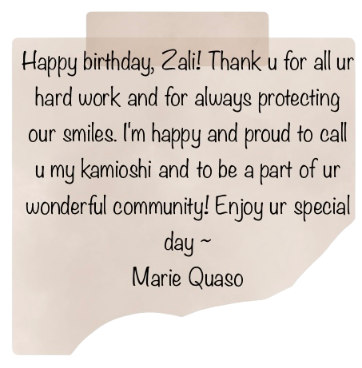 Happy birthday, Zali! Thank u for all ur
hard work and for always protecting
our smiles. I'm happy and proud to call
u my kamioshi and to be a part of ur
wonderful community! Enjoy ur special
day ~
Marie Quaso